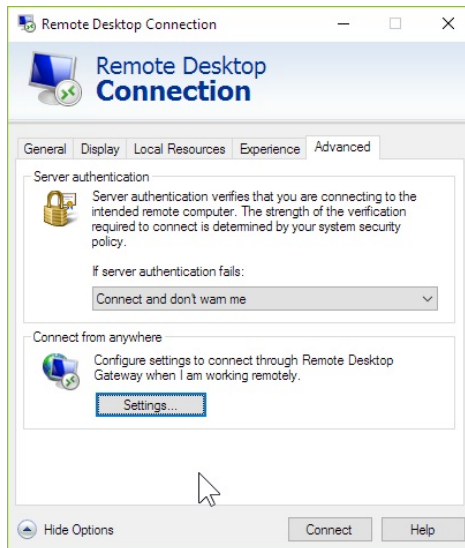 Remote Desktop Connection
Remote Desktop
Connection
General Display Local Resources Experience Advanced
Server authentication
Server authentication verifies that you are connecting to the
intended remote computer. The strength of the verification
required to connect is determined by your system security
policy.
If server authentication fails:
Connect and don't warn me
Connect from anywhere
Configure settings to connect through Remote Desktop
Gateway when I am working remotely.
Settings...
Hide Options Connect Help